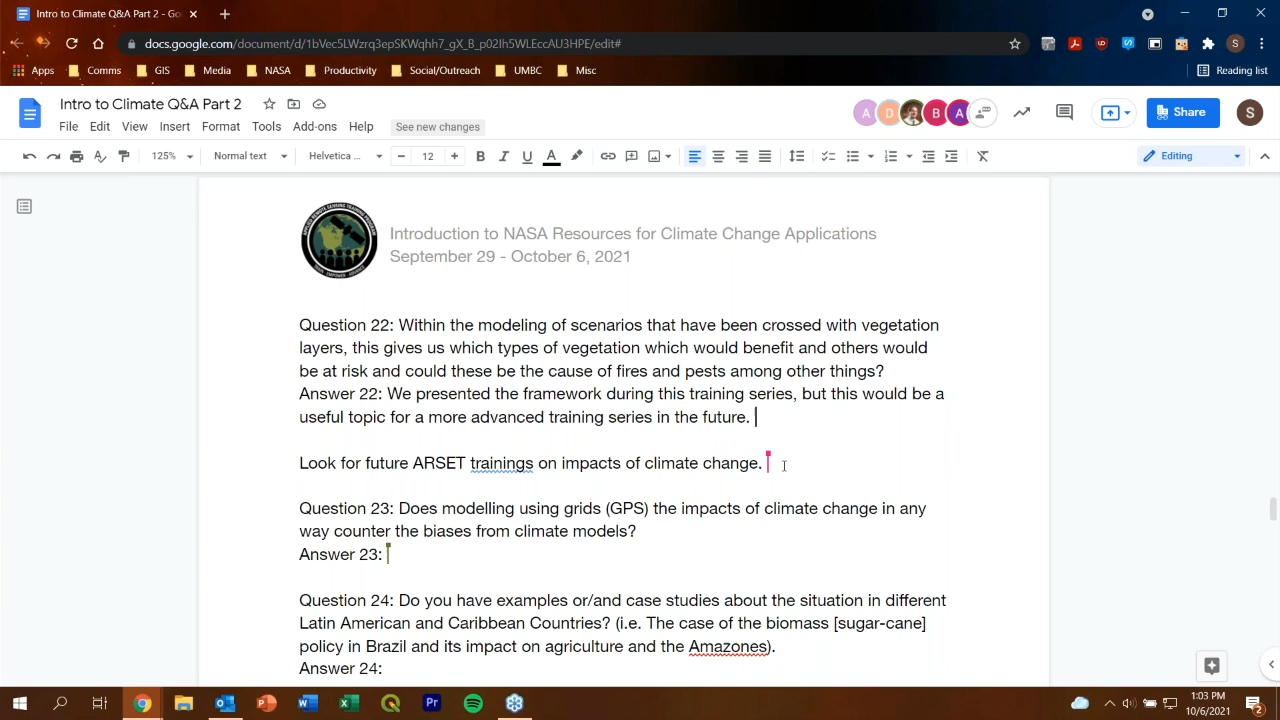 Intro to Climate Q&A Part 2 - Go
docs.google.com/document/d/1bVec5LWzrq3epSKWqhh7_gX_B_p02Ih5WLEccAU3HPE/edit#
Apps Comms GIS Media NASA Productivity Social/Outreach UMBC Misc Reading list
Intro to Climate Q&A Part 2
File Edit View Insert Format Tools Add-ons Help See new changes
A D B A Share S
125% Normal text Helvetica ... 12 B I U A Editing
Introduction to NASA Resources for Climate Change Applications
September 29 - October 6, 2021
Question 22: Within the modeling of scenarios that have been crossed with vegetation
layers, this gives us which types of vegetation which would benefit and others would
be at risk and could these be the cause of fires and pests among other things?
Answer 22: We presented the framework during this training series, but this would be a
useful topic for a more advanced training series in the future.
Look for future ARSET trainings on impacts of climate change.
Question 23: Does modelling using grids (GPS) the impacts of climate change in any
way counter the biases from climate models?
Answer 23:
Question 24: Do you have examples or/and case studies about the situation in different
Latin American and Caribbean Countries? (i.e. The case of the biomass [sugar-cane]
policy in Brazil and its impact on agriculture and the Amazones).
Answer 24:
1:03 PM
10/6/2021